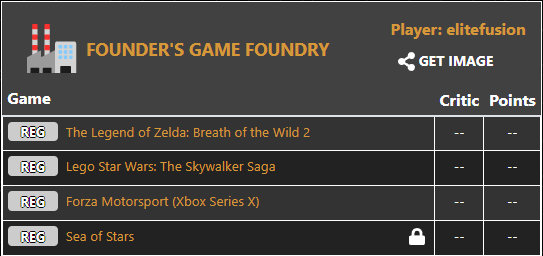 Player: elitefusion
FOUNDER'S GAME FOUNDRY
GET IMAGE
Game Critic Points
REG The Legend of Zelda: Breath of the Wild 2 -- --
REG Lego Star Wars: The Skywalker Saga -- --
REG Forza Motorsport (Xbox Series X) -- --
REG Sea of Stars -- --